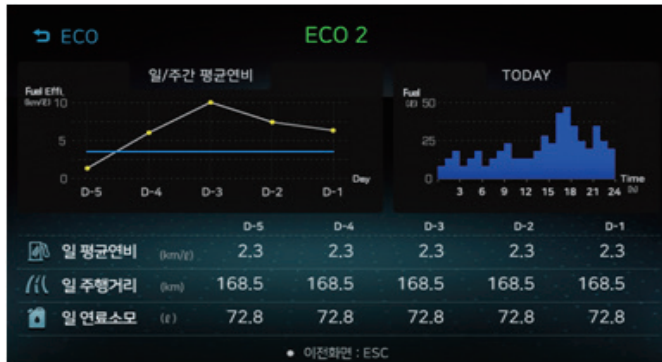 ECO
ECO 2
일/주간 평균연비
Fuel Effi.
(km/ℓ)
10
5
0
D-5 D-4 D-3 D-2 D-1
Day
TODAY
Fuel
(ℓ)
50
25
0
3 6 9 12 15 18 21 24
Time
(h)
D-5 D-4 D-3 D-2 D-1
일 평균연비 (km/ℓ) 2.3 2.3 2.3 2.3 2.3
일 주행거리 (km) 168.5 168.5 168.5 168.5 168.5
일 연료소모 (ℓ) 72.8 72.8 72.8 72.8 72.8
이전화면 : ESC